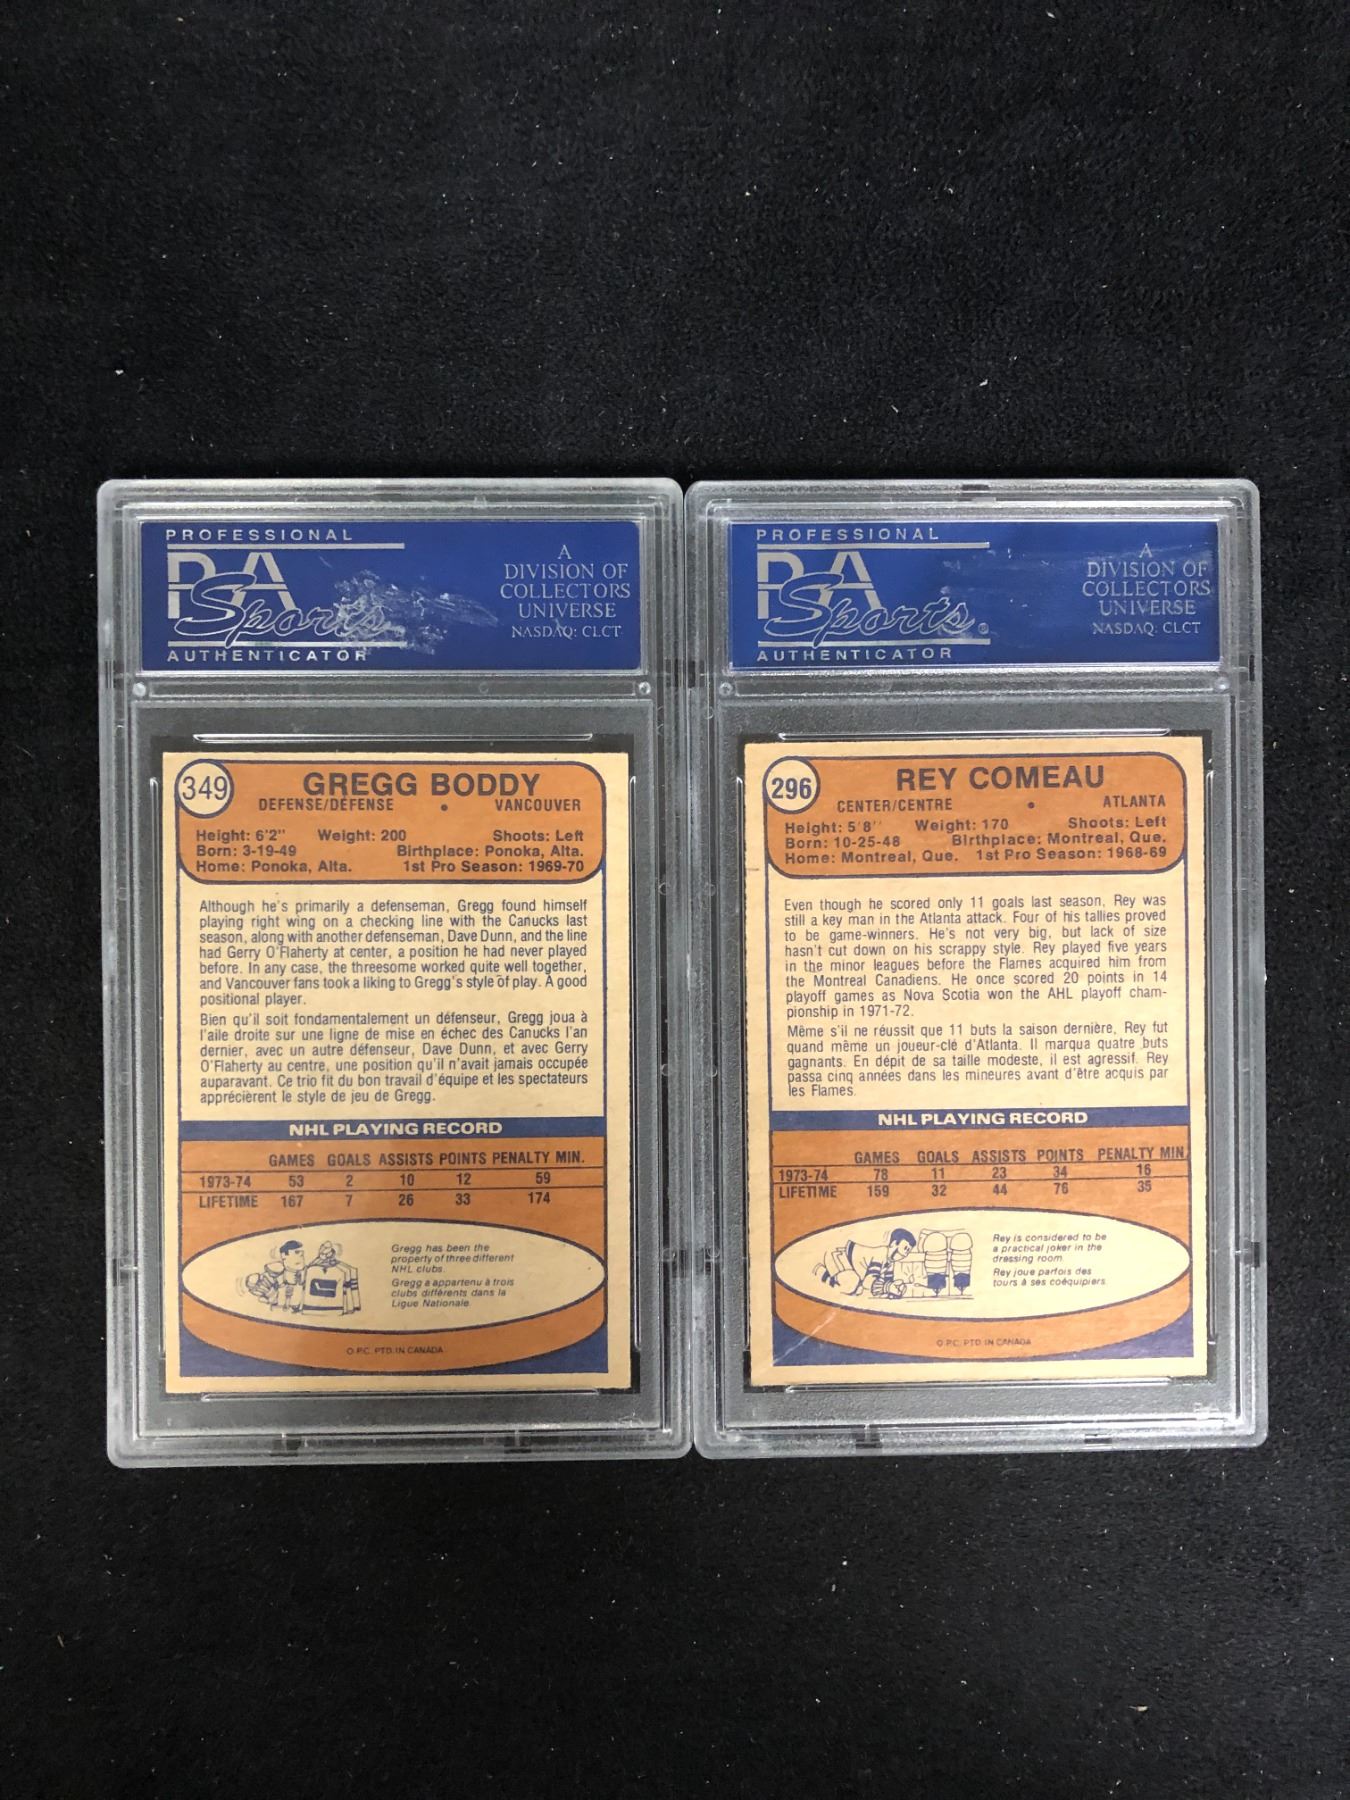 PROFESSIONAL
PSA
Sports
AUTHENTICATOR
A
DIVISION OF
COLLECTORS
UNIVERSE
NASDAQ: CLCT
349
GREGG BODDY
DEFENSE/DÉFENSE • VANCOUVER
Height: 6'2" Weight: 200 Shoots: Left
Born: 3-19-49 Birthplace: Ponoka, Alta.
Home: Ponoka, Alta. 1st Pro Season: 1969-70
Although he's primarily a defenseman, Gregg found himself
playing right wing on a checking line with the Canucks last
season, along with another defenseman, Dave Dunn, and the line
had Gerry O'Flaherty at center, a position he had never played
before. In any case, the threesome worked quite well together,
and Vancouver fans took a liking to Gregg's style of play. A good
positional player.
Bien qu'il soit fondamentalement un défenseur, Gregg joua à
l'aile droite sur une ligne de mise en échec des Canucks l'an
dernier, avec un autre défenseur, Dave Dunn, et avec Gerry
O'Flaherty au centre, une position qu'il n'avait jamais occupée
auparavant. Ce trio fit du bon travail d'équipe et les spectateurs
apprécièrent le style de jeu de Gregg.
NHL PLAYING RECORD
GAMES GOALS ASSISTS POINTS PENALTY MIN.
1973-74 53 2 10 12 59
LIFETIME 167 7 26 33 174
Gregg has been the
property of three different
NHL clubs.
Gregg a appartenu à trois
clubs différents dans la
Ligue Nationale.
O.P.C. PTD. IN CANADA
PROFESSIONAL
PSA
Sports
AUTHENTICATOR
A
DIVISION OF
COLLECTORS
UNIVERSE
NASDAQ: CLCT
296
REY COMEAU
CENTER/CENTRE • ATLANTA
Height: 5'8" Weight: 170 Shoots: Left
Born: 10-25-48 Birthplace: Montreal, Que.
Home: Montreal, Que. 1st Pro Season: 1968-69
Even though he scored only 11 goals last season, Rey was
still a key man in the Atlanta attack. Four of his tallies proved
to be game-winners. He's not very big, but lack of size
hasn't cut down on his scrappy style. Rey played five years
in the minor leagues before the Flames acquired him from
the Montreal Canadiens. He once scored 20 points in 14
playoff games as Nova Scotia won the AHL playoff cham-
pionship in 1971-72.
Même s'il ne réussit que 11 buts la saison dernière, Rey fut
quand même un joueur-clé d'Atlanta. Il marqua quatre buts
gagnants. En dépit de sa taille modeste, il est agressif. Rey
passa cinq années dans les mineures avant d'être acquis par
les Flames.
NHL PLAYING RECORD
GAMES GOALS ASSISTS POINTS PENALTY MIN.
1973-74 78 11 23 34 16
LIFETIME 159 32 44 76 35
Rey is considered to be
a practical joker in the
dressing room.
Rey joue parfois des
tours à ses coéquipiers.
O.P.C. PTD. IN CANADA